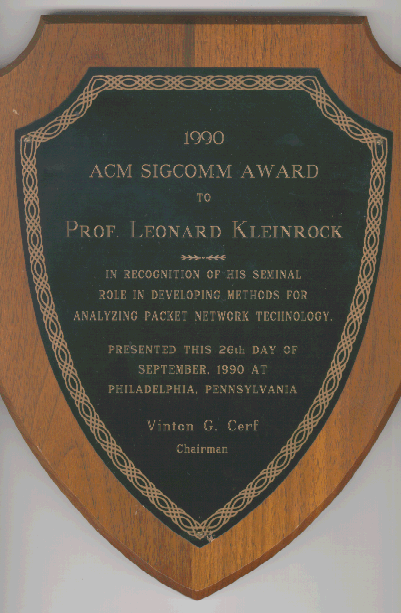 1990
ACM SIGCOMM AWARD
TO
PROF. LEONARD KLEINROCK
IN RECOGNITION OF HIS SEMINAL
ROLE IN DEVELOPING METHODS FOR
ANALYZING PACKET NETWORK TECHNOLOGY.
PRESENTED THIS 26th DAY OF
SEPTEMBER, 1990 AT
PHILADELPHIA, PENNSYLVANIA
Vinton G. Cerf
Chairman